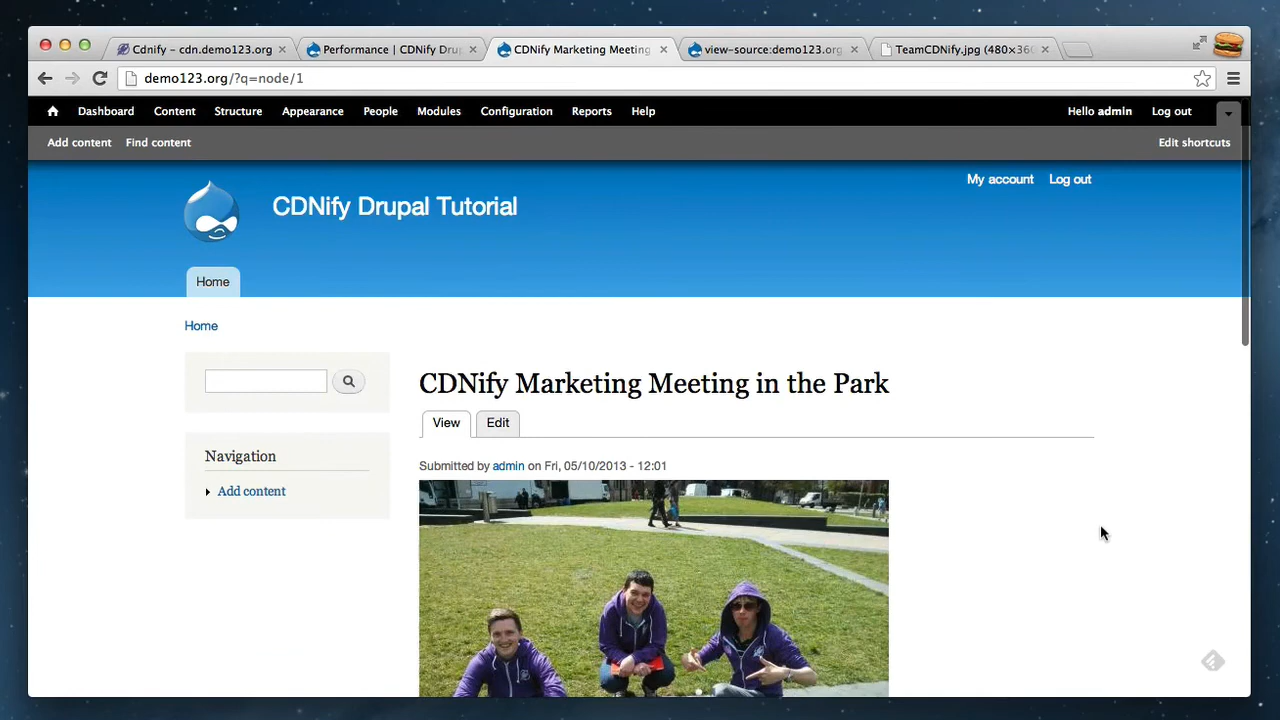 Cdnify – cdn.demo123.org
Performance | CDNify Dru
CDNify Marketing Meeting
view-source:demo123.org
TeamCDNify.jpg (480×36
demo123.org/?q=node/1
Dashboard Content Structure Appearance People Modules Configuration Reports Help Hello admin Log out
Add content Find content Edit shortcuts
My account Log out
CDNify Drupal Tutorial
Home
Home
CDNify Marketing Meeting in the Park
View Edit
Navigation
Submitted by admin on Fri, 05/10/2013 - 12:01
Add content